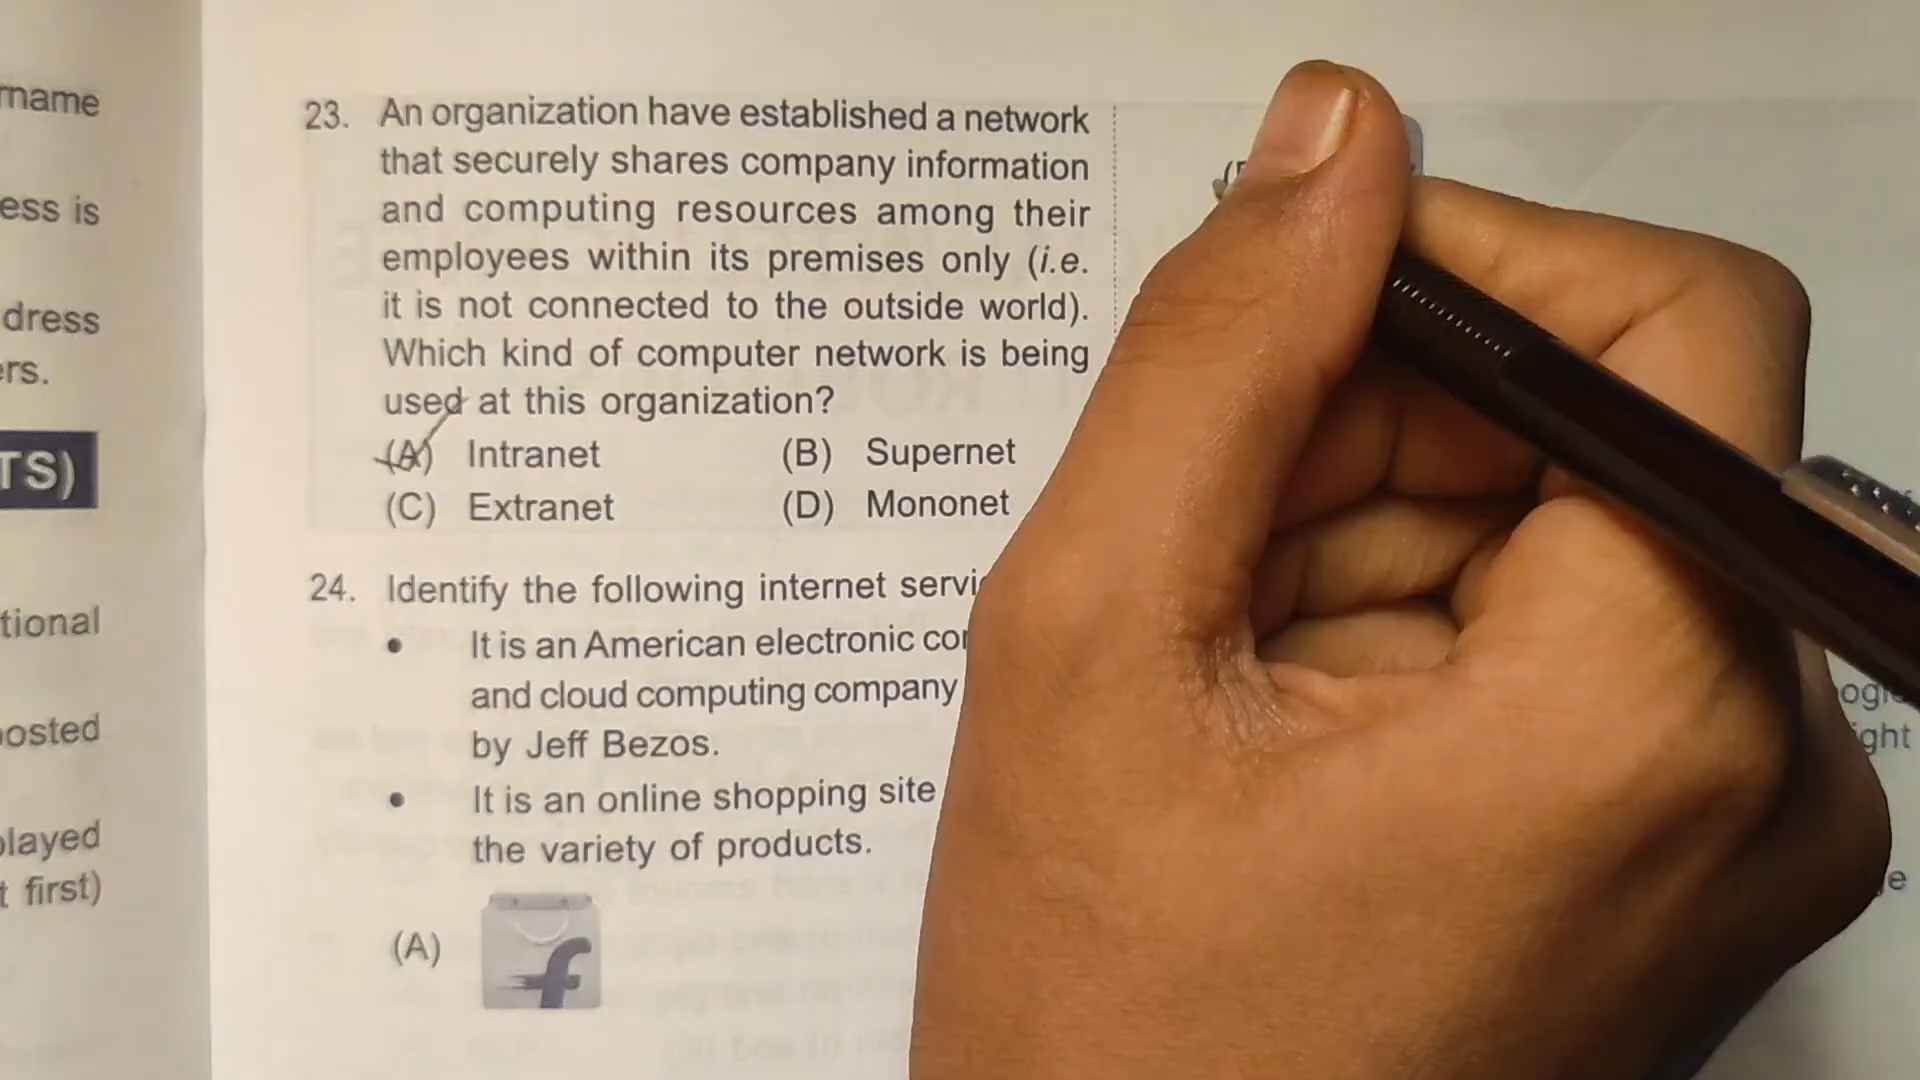 ess is
dress
ers.
TS)
23. An organization have established a network
that securely shares company information
and computing resources among their
employees within its premises only (i.e.
it is not connected to the outside world).
Which kind of computer network is being
used at this organization?
(A) Intranet (B) Supernet
(C) Extranet (D) Mononet
24. Identify the following internet servi
• It is an American electronic co
and cloud computing company
by Jeff Bezos.
• It is an online shopping site
the variety of products.
(A) f
tional
osted
played
t first)
ight
e